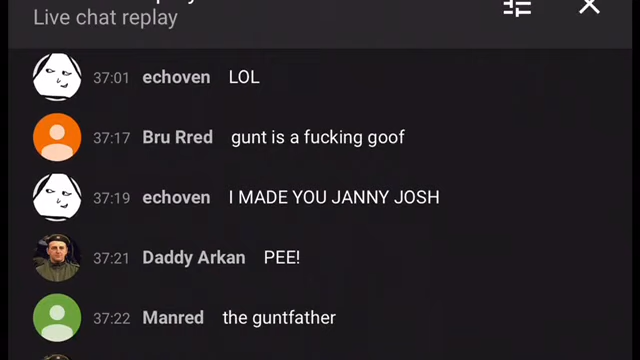 Live chat replay
37:01 echoven LOL
37:17 Bru Rred gunt is a fucking goof
37:19 echoven I MADE YOU JANNY JOSH
37:21 Daddy Arkan PEE!
37:22 Manred the guntfather